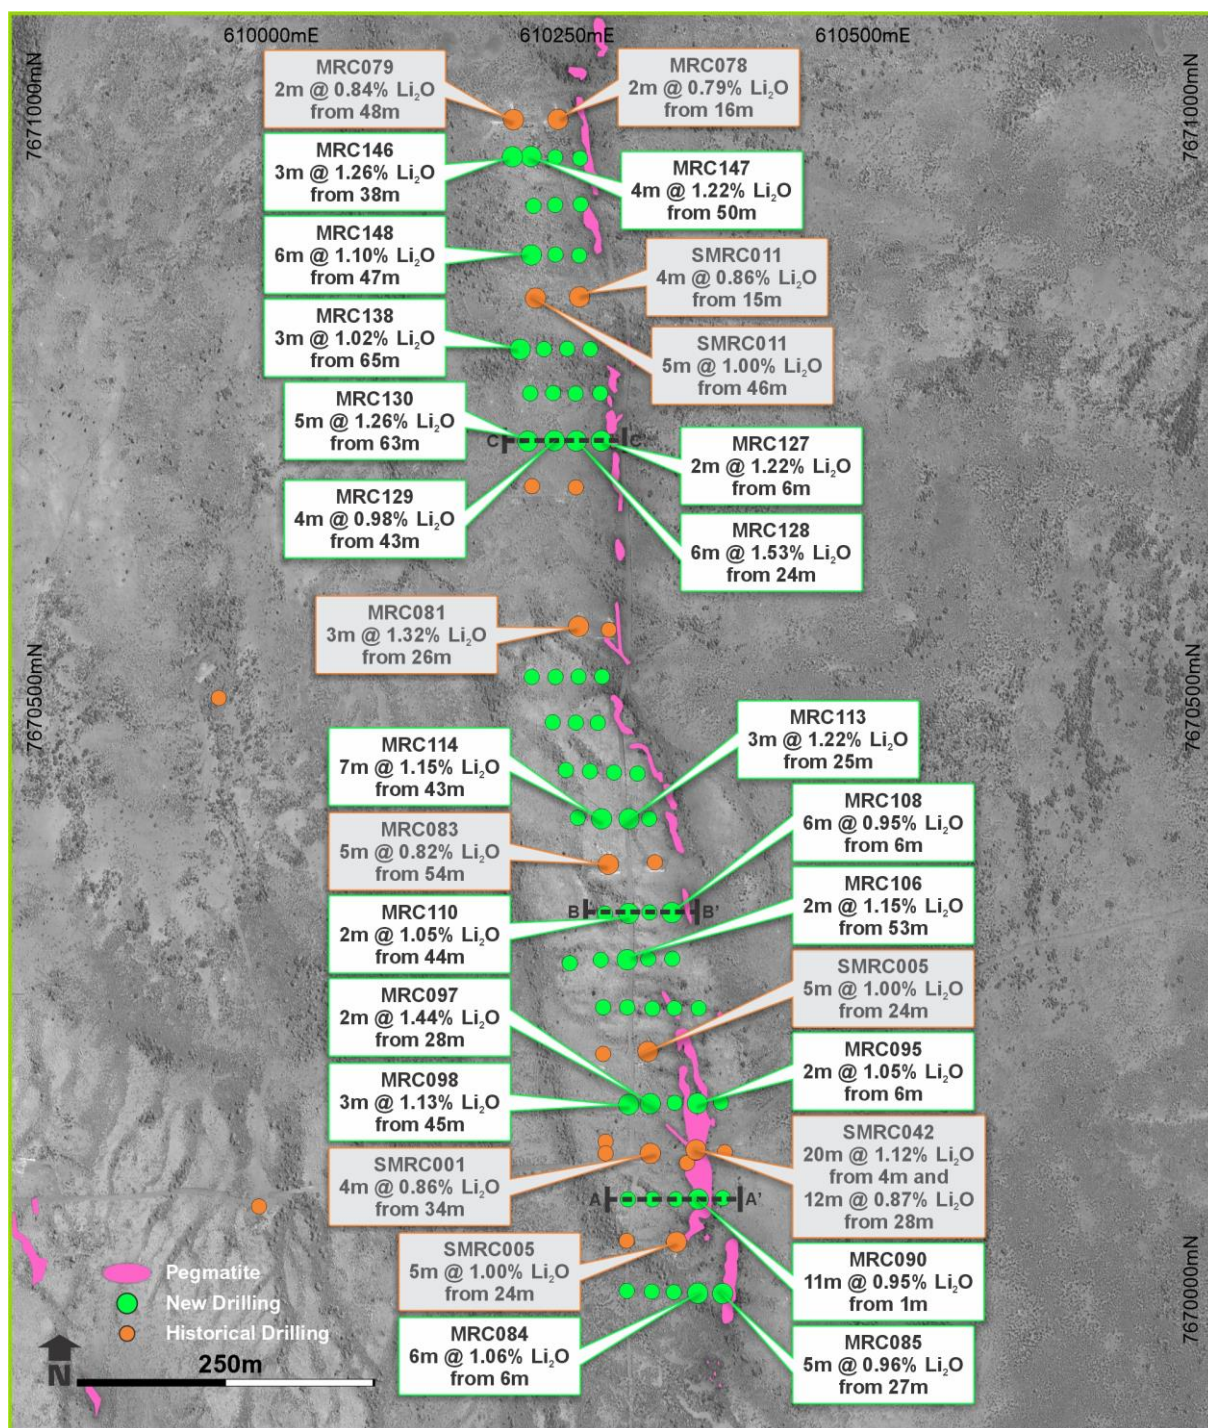 610000mE
610250mE
610500mE
7671000mN
7671000mN
MRC079
2m @ 0.84% Li₂O
from 48m
MRC078
2m @ 0.79% Li₂O
from 16m
MRC146
3m @ 1.26% Li₂O
from 38m
MRC147
4m @ 1.22% Li₂O
from 50m
MRC148
6m @ 1.10% Li₂O
from 47m
SMRC011
4m @ 0.86% Li₂O
from 15m
MRC138
3m @ 1.02% Li₂O
from 65m
SMRC011
5m @ 1.00% Li₂O
from 46m
MRC130
5m @ 1.26% Li₂O
from 63m
C
C'
MRC127
2m @ 1.22% Li₂O
from 6m
MRC129
4m @ 0.98% Li₂O
from 43m
MRC128
6m @ 1.53% Li₂O
from 24m
MRC081
3m @ 1.32% Li₂O
from 26m
7670500mN
7670500mN
MRC114
7m @ 1.15% Li₂O
from 43m
MRC113
3m @ 1.22% Li₂O
from 25m
MRC083
5m @ 0.82% Li₂O
from 54m
MRC108
6m @ 0.95% Li₂O
from 6m
B
B'
MRC110
2m @ 1.05% Li₂O
from 44m
MRC106
2m @ 1.15% Li₂O
from 53m
MRC097
2m @ 1.44% Li₂O
from 28m
SMRC005
5m @ 1.00% Li₂O
from 24m
MRC098
3m @ 1.13% Li₂O
from 45m
MRC095
2m @ 1.05% Li₂O
from 6m
SMRC001
4m @ 0.86% Li₂O
from 34m
SMRC042
20m @ 1.12% Li₂O
from 4m and
12m @ 0.87% Li₂O
from 28m
A
A'
SMRC005
5m @ 1.00% Li₂O
from 24m
MRC090
11m @ 0.95% Li₂O
from 1m
7670000mN
MRC084
6m @ 1.06% Li₂O
from 6m
MRC085
5m @ 0.96% Li₂O
from 27m
Pegmatite
New Drilling
Historical Drilling
N
250m